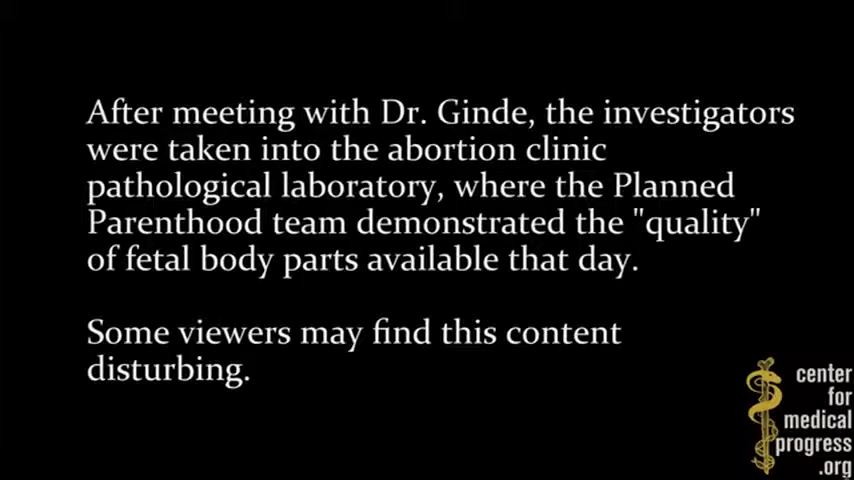 After meeting with Dr. Ginde, the investigators
were taken into the abortion clinic
pathological laboratory, where the Planned
Parenthood team demonstrated the "quality"
of fetal body parts available that day.
Some viewers may find this content
disturbing.
center
for
medical
progress
.org